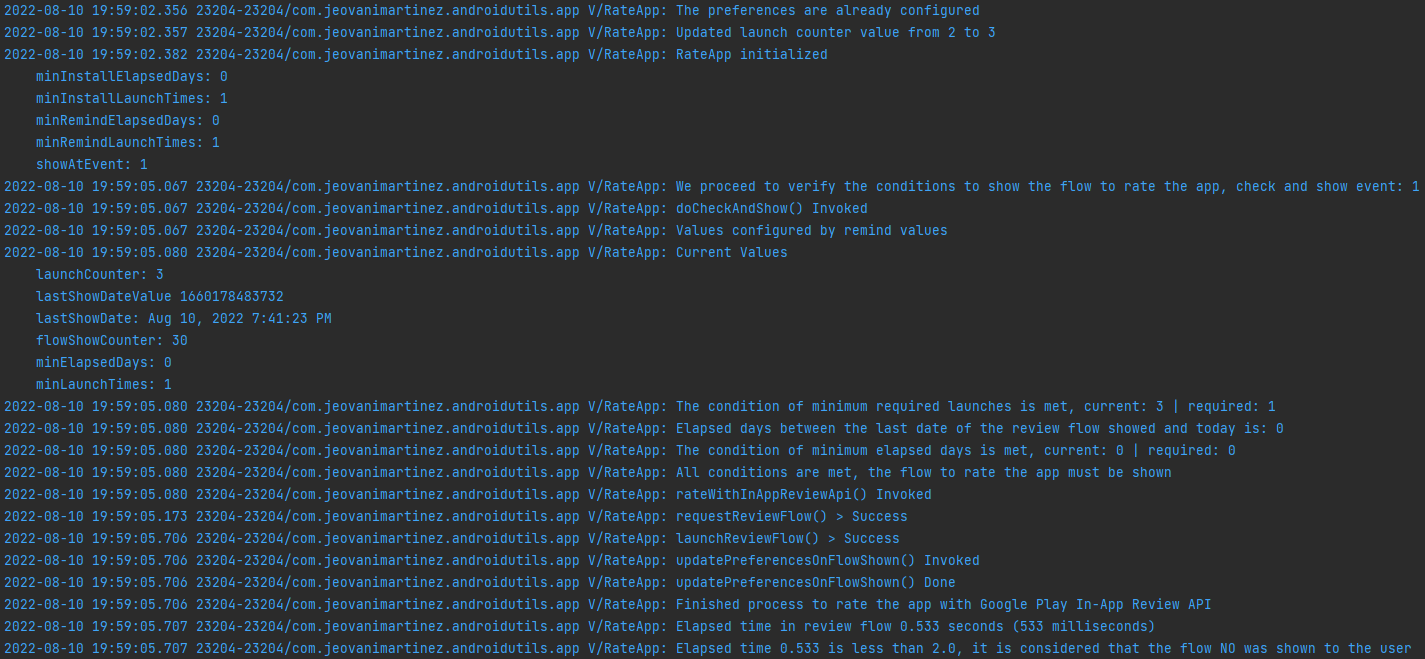 2022-08-10 19:59:02.356 23204-23204/com.jeovanimartinez.androidutils.app V/RateApp: The preferences are already configured
2022-08-10 19:59:02.357 23204-23204/com.jeovanimartinez.androidutils.app V/RateApp: Updated launch counter value from 2 to 3
2022-08-10 19:59:02.382 23204-23204/com.jeovanimartinez.androidutils.app V/RateApp: RateApp initialized
    minInstallElapsedDays: 0
    minInstallLaunchTimes: 1
    minRemindElapsedDays: 0
    minRemindLaunchTimes: 1
    showAtEvent: 1
2022-08-10 19:59:05.067 23204-23204/com.jeovanimartinez.androidutils.app V/RateApp: We proceed to verify the conditions to show the flow to rate the app, check and show event: 1
2022-08-10 19:59:05.067 23204-23204/com.jeovanimartinez.androidutils.app V/RateApp: doCheckAndShow() Invoked
2022-08-10 19:59:05.067 23204-23204/com.jeovanimartinez.androidutils.app V/RateApp: Values configured by remind values
2022-08-10 19:59:05.080 23204-23204/com.jeovanimartinez.androidutils.app V/RateApp: Current Values
    launchCounter: 3
    lastShowDateValue 1660178483732
    lastShowDate: Aug 10, 2022 7:41:23 PM
    flowShowCounter: 30
    minElapsedDays: 0
    minLaunchTimes: 1
2022-08-10 19:59:05.080 23204-23204/com.jeovanimartinez.androidutils.app V/RateApp: The condition of minimum required launches is met, current: 3 | required: 1
2022-08-10 19:59:05.080 23204-23204/com.jeovanimartinez.androidutils.app V/RateApp: Elapsed days between the last date of the review flow showed and today is: 0
2022-08-10 19:59:05.080 23204-23204/com.jeovanimartinez.androidutils.app V/RateApp: The condition of minimum elapsed days is met, current: 0 | required: 0
2022-08-10 19:59:05.080 23204-23204/com.jeovanimartinez.androidutils.app V/RateApp: All conditions are met, the flow to rate the app must be shown
2022-08-10 19:59:05.080 23204-23204/com.jeovanimartinez.androidutils.app V/RateApp: rateWithInAppReviewApi() Invoked
2022-08-10 19:59:05.173 23204-23204/com.jeovanimartinez.androidutils.app V/RateApp: requestReviewFlow() > Success
2022-08-10 19:59:05.706 23204-23204/com.jeovanimartinez.androidutils.app V/RateApp: launchReviewFlow() > Success
2022-08-10 19:59:05.706 23204-23204/com.jeovanimartinez.androidutils.app V/RateApp: updatePreferencesOnFlowShown() Invoked
2022-08-10 19:59:05.706 23204-23204/com.jeovanimartinez.androidutils.app V/RateApp: updatePreferencesOnFlowShown() Done
2022-08-10 19:59:05.706 23204-23204/com.jeovanimartinez.androidutils.app V/RateApp: Finished process to rate the app with Google Play In-App Review API
2022-08-10 19:59:05.707 23204-23204/com.jeovanimartinez.androidutils.app V/RateApp: Elapsed time in review flow 0.533 seconds (533 milliseconds)
2022-08-10 19:59:05.707 23204-23204/com.jeovanimartinez.androidutils.app V/RateApp: Elapsed time 0.533 is less than 2.0, it is considered that the flow NO was shown to the user